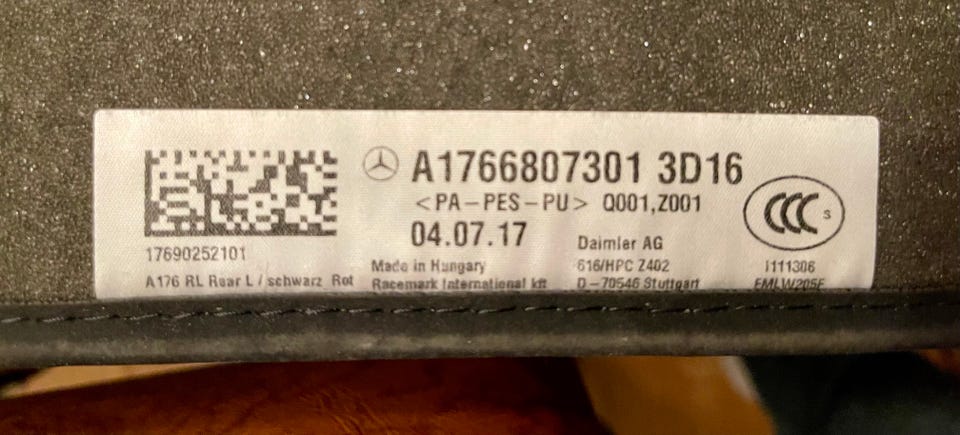 A1766807301 3D16
<PA-PES-PU> Q001,Z001
CCC S
04.07.17
Daimler AG
17690252101
Made in Hungary
616/HPC Z402
I111306
A176 RL Rear L / schwarz Rot
Racemark International kft
D-70546 Stuttgart